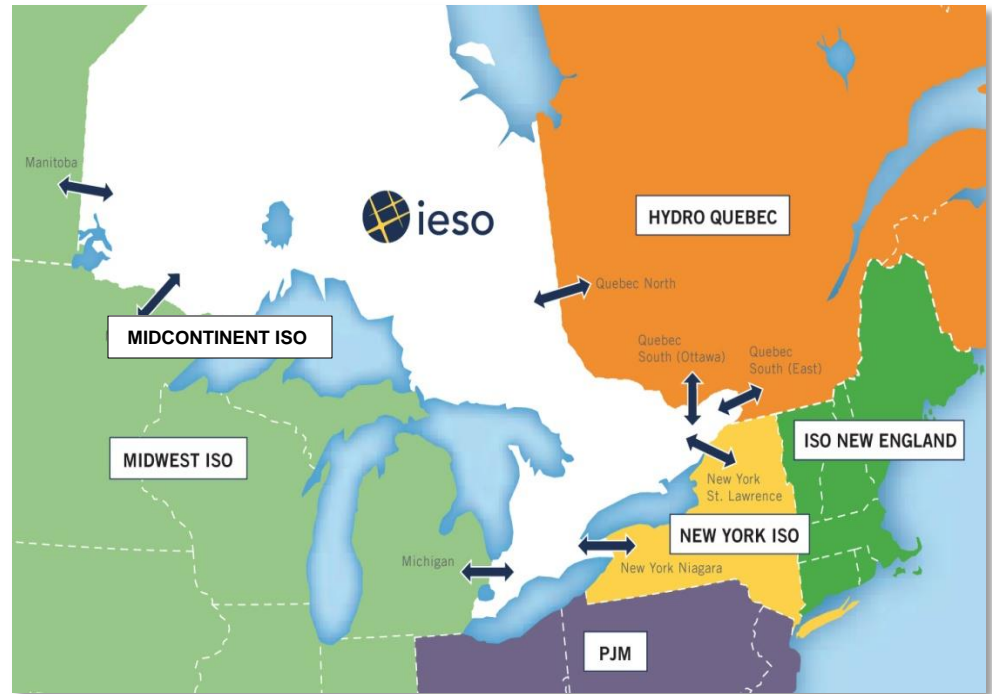 Manitoba
ieso
HYDRO QUEBEC
Quebec North
MIDCONTINENT ISO
Quebec
South (Ottawa)
Quebec
South (East)
ISO NEW ENGLAND
MIDWEST ISO
New York
St. Lawrence
NEW YORK ISO
Michigan
New York Niagara
PJM